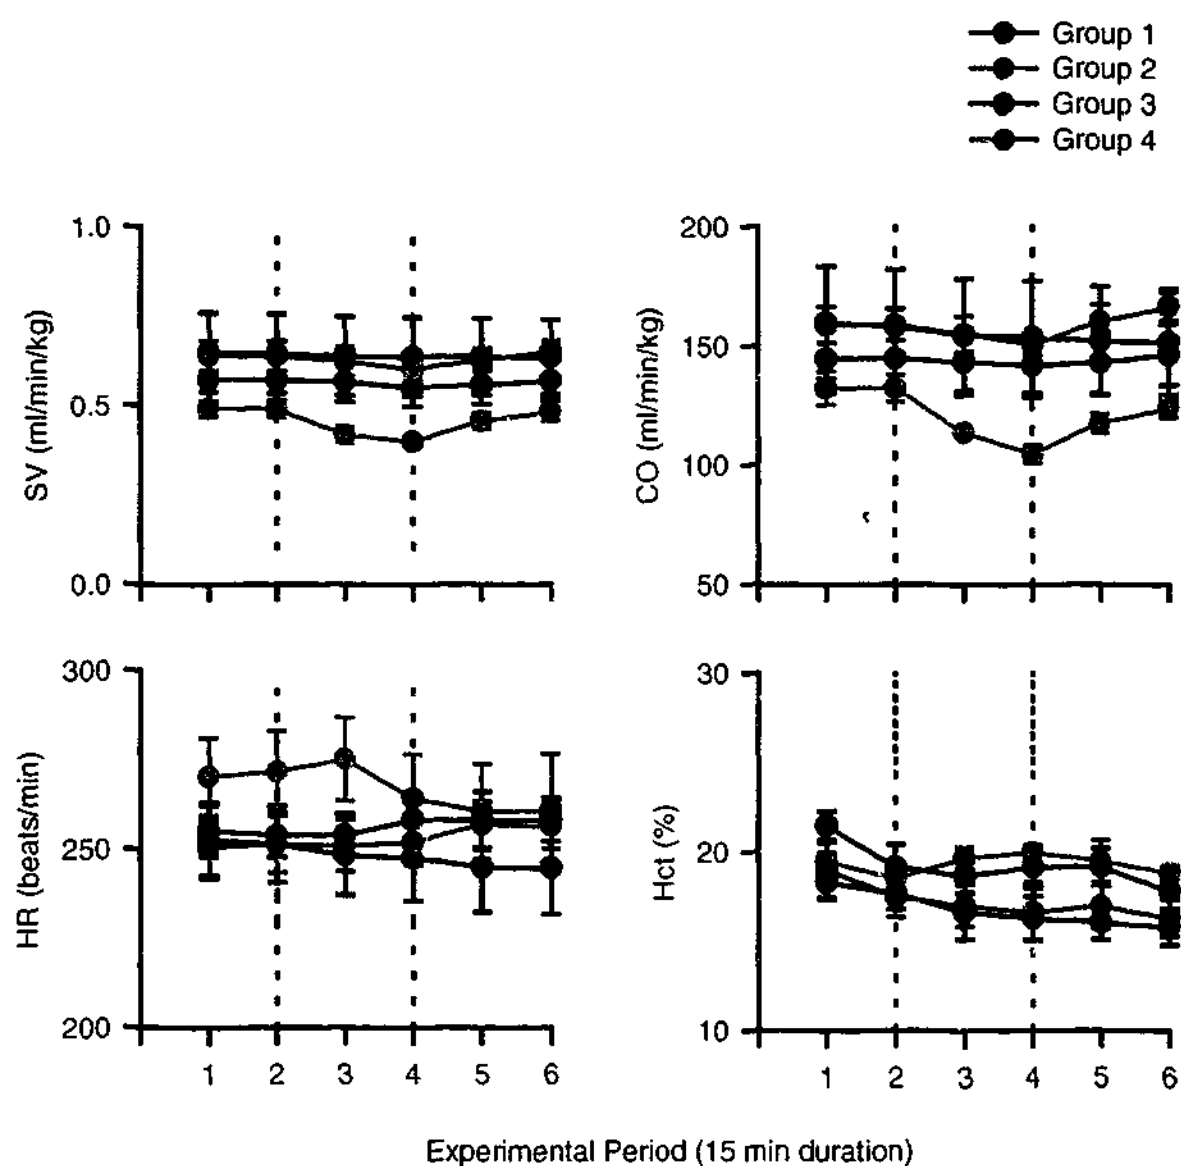 Group 1
Group 2
Group 3
Group 4
SV (ml/min/kg)
1.0
0.5
0.0
CO (ml/min/kg)
200
150
100
50
HR (beats/min)
300
250
200
1 2 3 4 5 6
Hct (%)
30
20
10
1 2 3 4 5 6
Experimental Period (15 min duration)